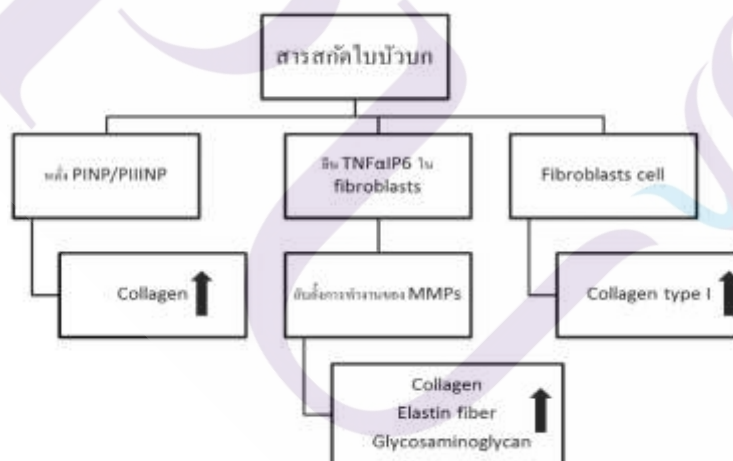 สารสกัดใบบัวบก
หลั่ง PINP/PIIINP
ยีน TNFαIP6 ใน
fibroblasts
Fibroblasts cell
Collagen
ยับยั้งการทำงานของ MMPs
Collagen type I
Collagen
Elastin fiber
Glycosaminoglycan